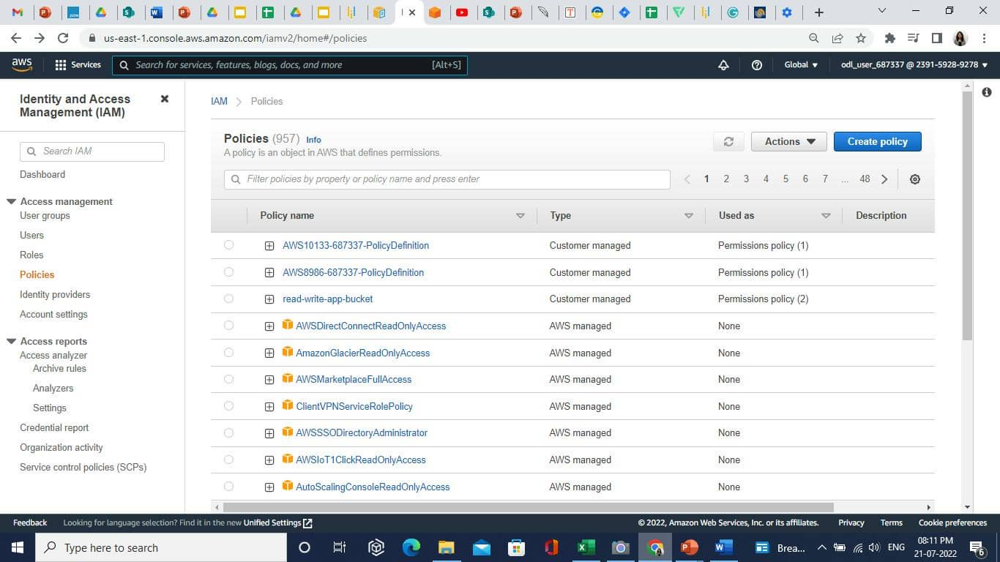 us-east-1.console.aws.amazon.com/iamv2/home#/policies
aws
Services
Search for services, features, blogs, docs, and more
[Alt+S]
Global
odl_user_687337 @ 2391-5928-9278
Identity and Access
Management (IAM)
Search IAM
Dashboard
Access management
User groups
Users
Roles
Policies
Identity providers
Account settings
Access reports
Access analyzer
Archive rules
Analyzers
Settings
Credential report
Organization activity
Service control policies (SCPs)
IAM > Policies
Policies (957) Info
A policy is an object in AWS that defines permissions.
Actions
Create policy
Filter policies by property or policy name and press enter
< 1 2 3 4 5 6 7 ... 48 >
Policy name Type Used as Description
AWS10133-687337-PolicyDefinition Customer managed Permissions policy (1)
AWS8986-687337-PolicyDefinition Customer managed Permissions policy (1)
read-write-app-bucket Customer managed Permissions policy (2)
AWSDirectConnectReadOnlyAccess AWS managed None
AmazonGlacierReadOnlyAccess AWS managed None
AWSMarketplaceFullAccess AWS managed None
ClientVPNServiceRolePolicy AWS managed None
AWSSSODirectoryAdministrator AWS managed None
AWSIoT1ClickReadOnlyAccess AWS managed None
AutoScalingConsoleReadOnlyAccess AWS managed None
Feedback Looking for language selection? Find it in the new Unified Settings © 2022, Amazon Web Services, Inc. or its affiliates. Privacy Terms Cookie preferences
Type here to search
Brea...
ENG
08:11 PM
21-07-2022
6